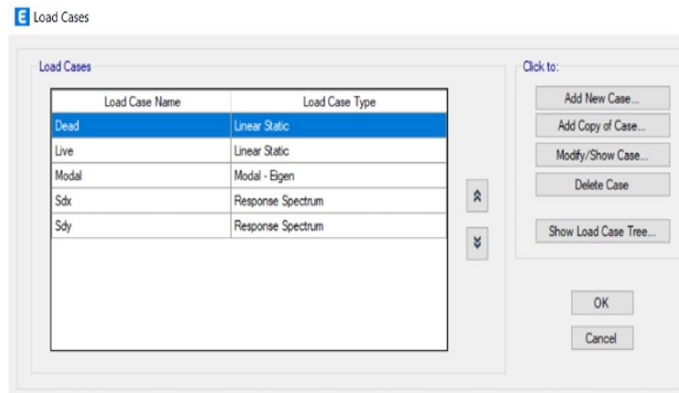 E Load Cases
Load Cases
Click to:
Load Case Name Load Case Type
Dead Linear Static
Live Linear Static
Modal Modal - Eigen
Sdx Response Spectrum
Sdy Response Spectrum
Add New Case...
Add Copy of Case...
Modify/Show Case...
Delete Case
Show Load Case Tree...
OK
Cancel